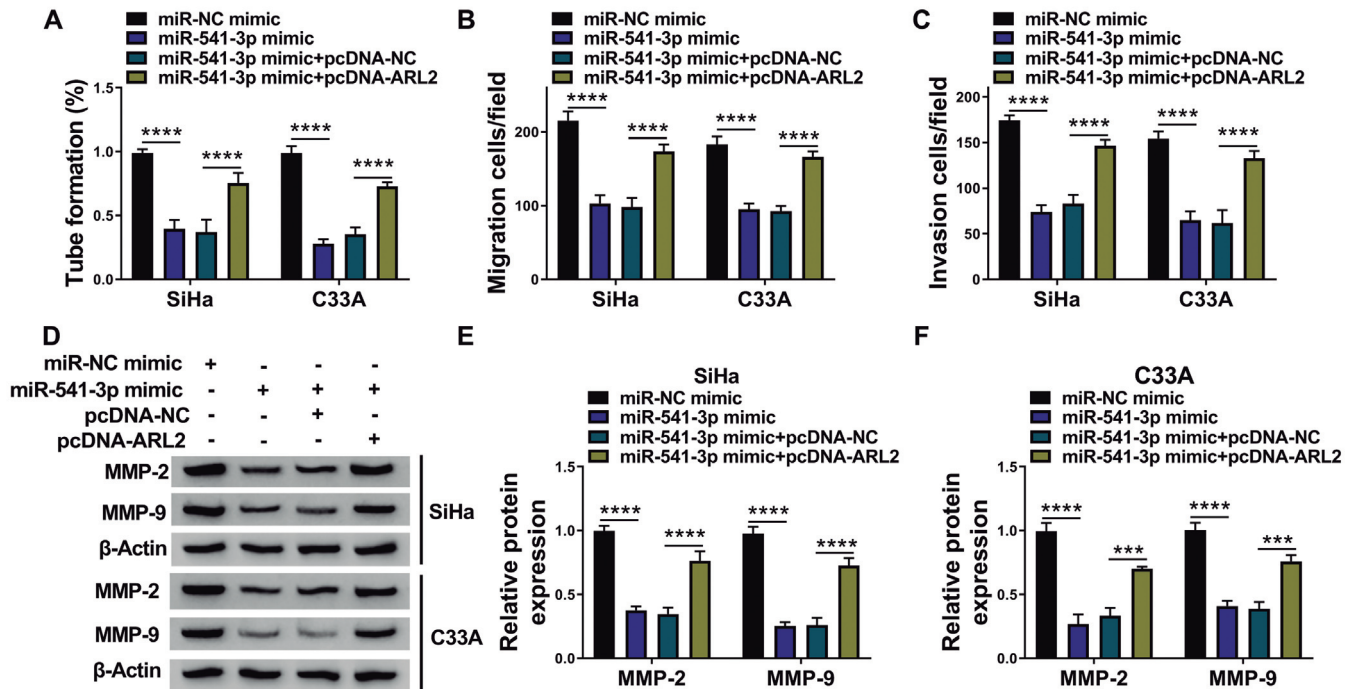 A
miR-NC mimic
miR-541-3p mimic
miR-541-3p mimic+pcDNA-NC
miR-541-3p mimic+pcDNA-ARL2
Tube formation (%)
1.5
1.0
0.5
0.0
**** **** **** ****
SiHa C33A
B
miR-NC mimic
miR-541-3p mimic
miR-541-3p mimic+pcDNA-NC
miR-541-3p mimic+pcDNA-ARL2
Migration cells/field
200
100
0
**** **** **** ****
SiHa C33A
C
miR-NC mimic
miR-541-3p mimic
miR-541-3p mimic+pcDNA-NC
miR-541-3p mimic+pcDNA-ARL2
Invasion cells/field
200
150
100
50
0
**** **** **** ****
SiHa C33A
D
miR-NC mimic + - - -
miR-541-3p mimic - + + +
pcDNA-NC - - + -
pcDNA-ARL2 - - - +
MMP-2
MMP-9
β-Actin
SiHa
MMP-2
MMP-9
β-Actin
C33A
E
SiHa
miR-NC mimic
miR-541-3p mimic
miR-541-3p mimic+pcDNA-NC
miR-541-3p mimic+pcDNA-ARL2
Relative protein
expression
1.5
1.0
0.5
0.0
**** **** **** ****
MMP-2 MMP-9
F
C33A
miR-NC mimic
miR-541-3p mimic
miR-541-3p mimic+pcDNA-NC
miR-541-3p mimic+pcDNA-ARL2
Relative protein
expression
1.5
1.0
0.5
0.0
**** *** **** ***
MMP-2 MMP-9